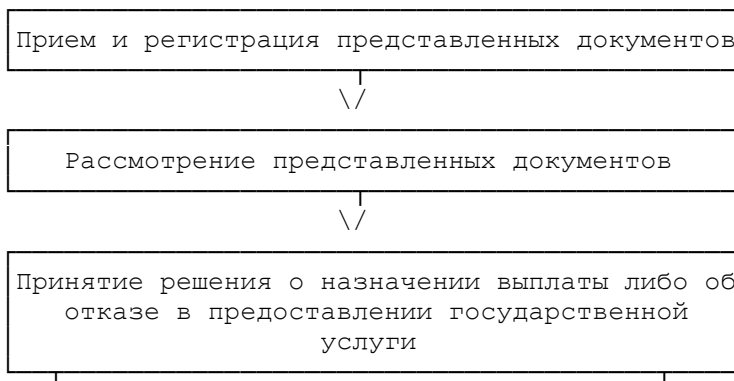 Прием и регистрация представленных документов
\/
Рассмотрение представленных документов
\/
Принятие решения о назначении выплаты либо об
отказе в предоставлении государственной
услуги